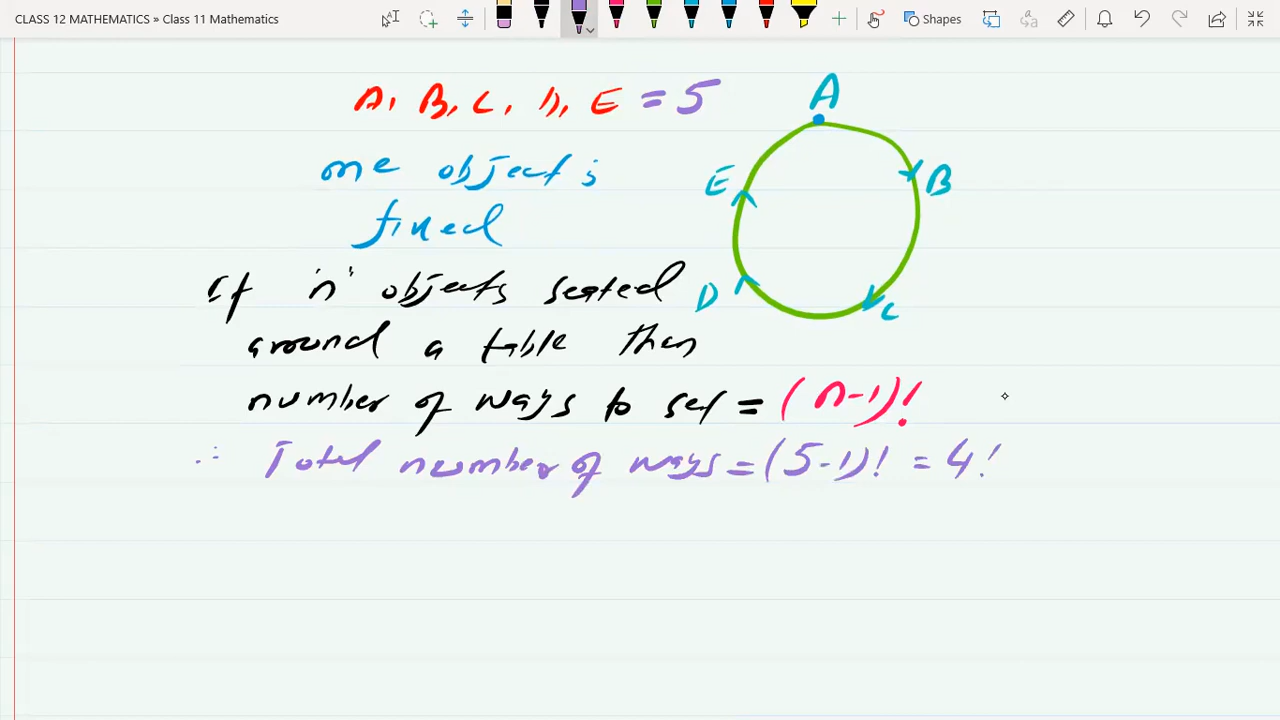 CLASS 12 MATHEMATICS » Class 11 Mathematics
Shapes
A, B, C, D, E = 5
one object is
fixed
A
B
C
D
E
If 'n' objects seated
around a table than
number of ways to set = (n-1)!
∴ Total number of ways = (5-1)! = 4!